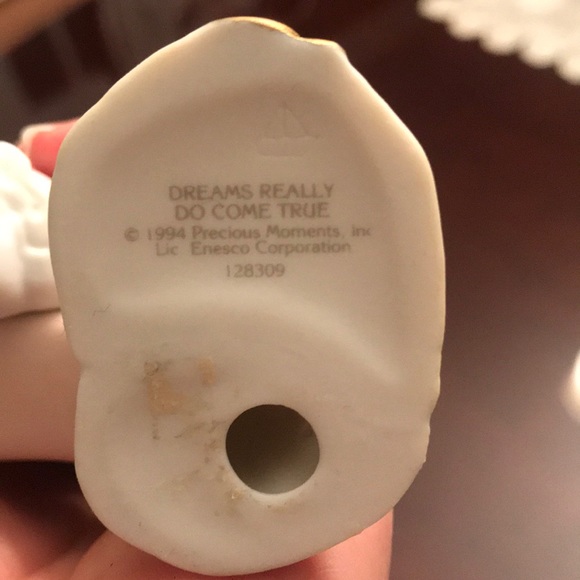 DREAMS REALLY
DO COME TRUE
© 1994 Precious Moments, Inc
Lic Enesco Corporation
128309